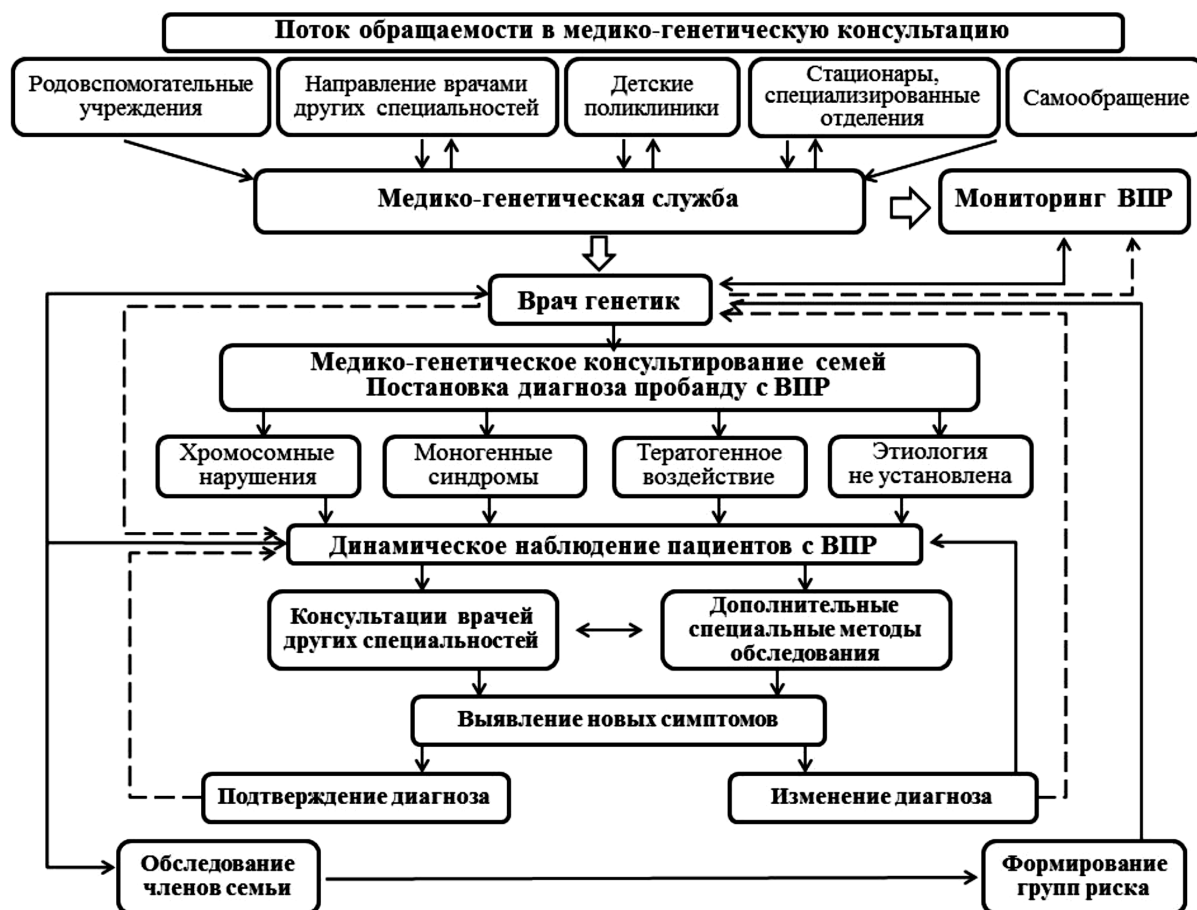 Поток обращаемости в медико-генетическую консультацию
Родовспомогательные
учреждения
Направление врачами
других специальностей
Детские
поликлиники
Стационары,
специализированные
отделения
Самообращение
Медико-генетическая служба
Мониторинг ВПР
Врач генетик
Медико-генетическое консультирование семей
Постановка диагноза пробанду с ВПР
Хромосомные
нарушения
Моногенные
синдромы
Тератогенное
воздействие
Этиология
не установлена
Динамическое наблюдение пациентов с ВПР
Консультации врачей
других специальностей
Дополнительные
специальные методы
обследования
Выявление новых симптомов
Подтверждение диагноза
Изменение диагноза
Обследование
членов семьи
Формирование
групп риска